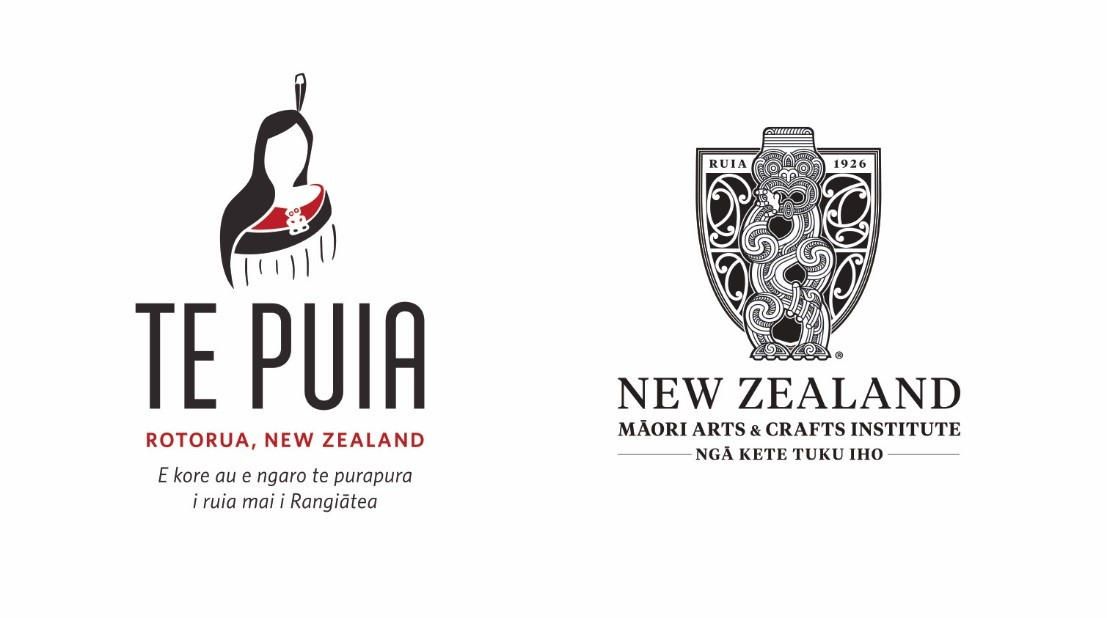 TE PUIA
ROTORUA, NEW ZEALAND
E kore au e ngaro te purapura
i ruia mai i Rangiātea
RUIA 1926
®
NEW ZEALAND
MĀORI ARTS & CRAFTS INSTITUTE
NGĀ KETE TUKU IHO